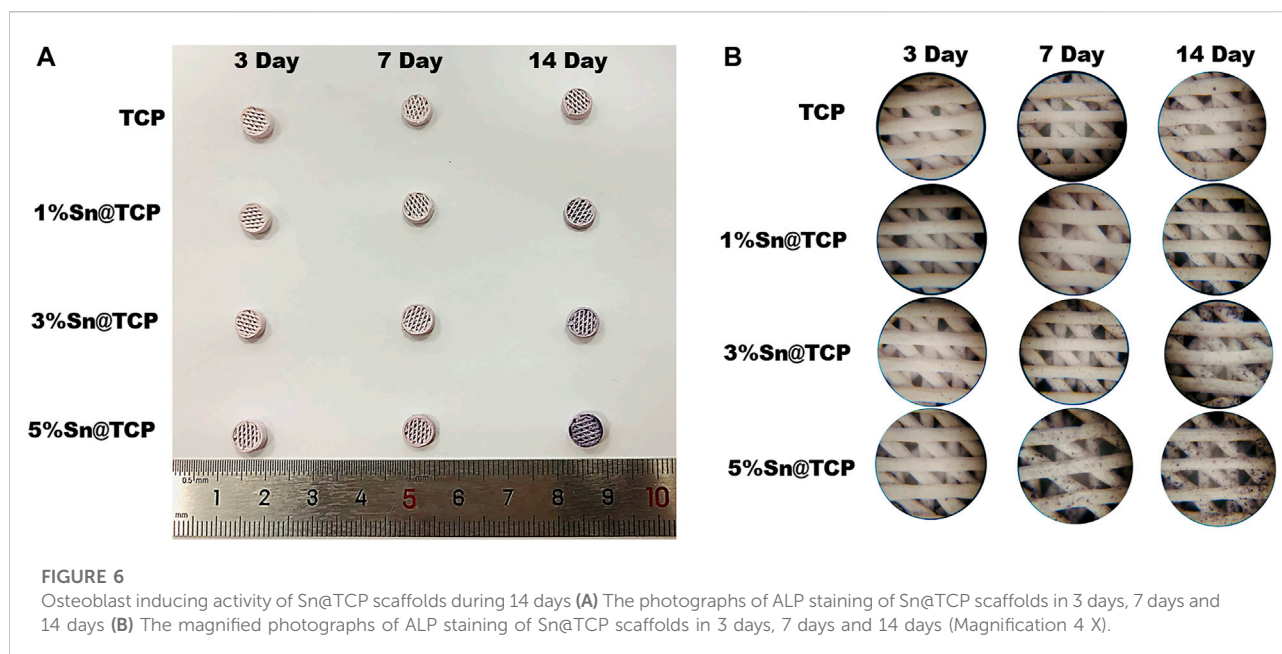 A
B
3 Day 7 Day 14 Day
TCP
1%Sn@TCP
3%Sn@TCP
5%Sn@TCP
0.5 mm
mm
1 2 3 4 5 6 7 8 9 10
3 Day 7 Day 14 Day
TCP
1%Sn@TCP
3%Sn@TCP
5%Sn@TCP
FIGURE 6
Osteoblast inducing activity of Sn@TCP scaffolds during 14 days (A) The photographs of ALP staining of Sn@TCP scaffolds in 3 days, 7 days and
14 days (B) The magnified photographs of ALP staining of Sn@TCP scaffolds in 3 days, 7 days and 14 days (Magnification 4 X).